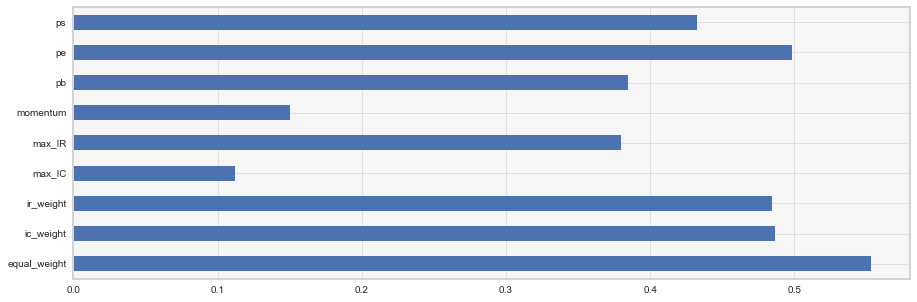 ps
pe
pb
momentum
max_IR
max_IC
ir_weight
ic_weight
equal_weight
0.0 0.1 0.2 0.3 0.4 0.5